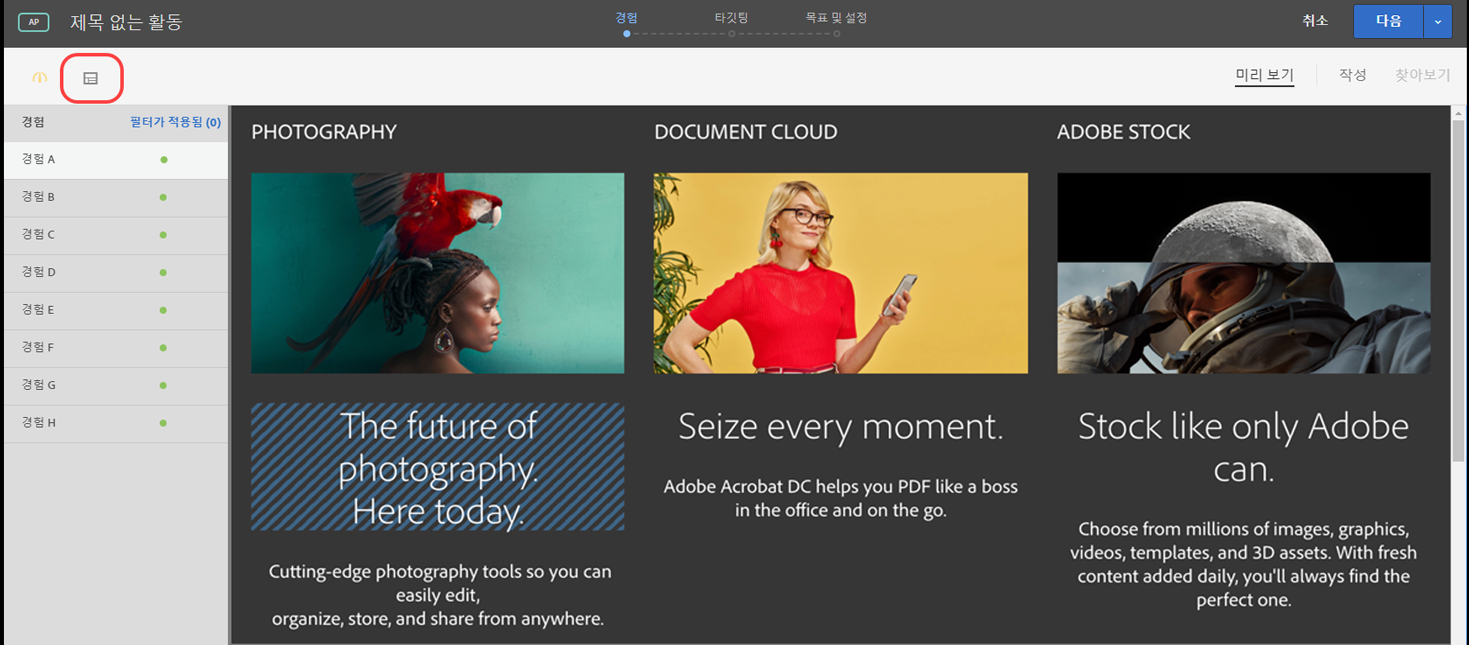 AP
제목 없는 활동
경험
타깃팅
목표 및 설정
취소
다음
미리 보기
작성
찾아보기
경험
필터가 적용됨 (0)
경험 A
경험 B
경험 C
경험 D
경험 E
경험 F
경험 G
경험 H
PHOTOGRAPHY
The future of
photography.
Here today.
Cutting-edge photography tools so you can
easily edit,
organize, store, and share from anywhere.
DOCUMENT CLOUD
Seize every moment.
Adobe Acrobat DC helps you PDF like a boss
in the office and on the go.
ADOBE STOCK
Stock like only Adobe
can.
Choose from millions of images, graphics,
videos, templates, and 3D assets. With fresh
content added daily, you'll always find the
perfect one.